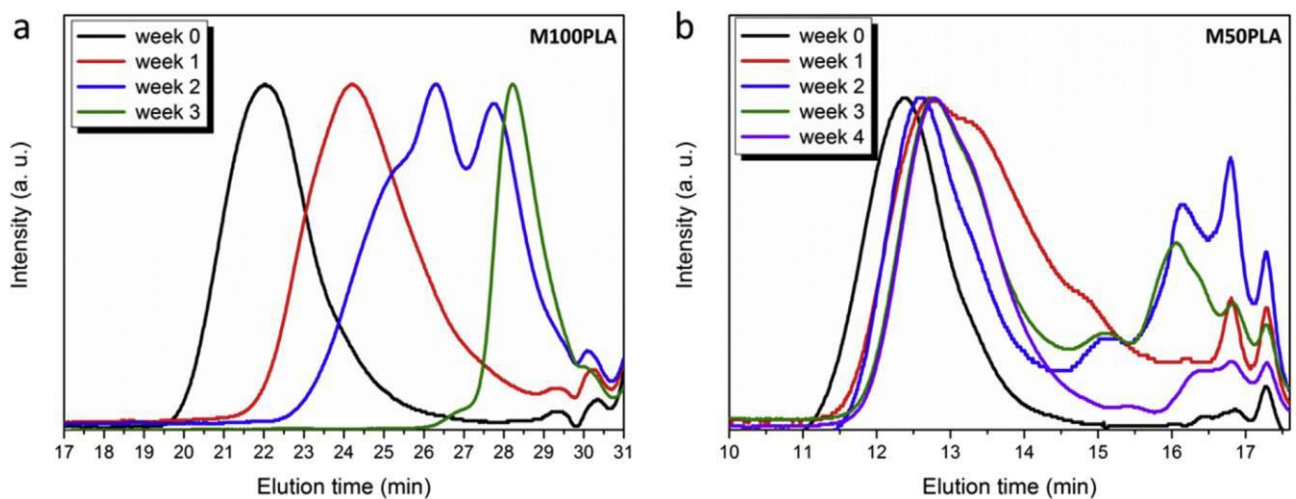 a
week 0
week 1
week 2
week 3
M100PLA
Intensity (a. u.)
17 18 19 20 21 22 23 24 25 26 27 28 29 30 31
Elution time (min)
b
week 0
week 1
week 2
week 3
week 4
M50PLA
Intensity (a. u.)
10 11 12 13 14 15 16 17
Elution time (min)